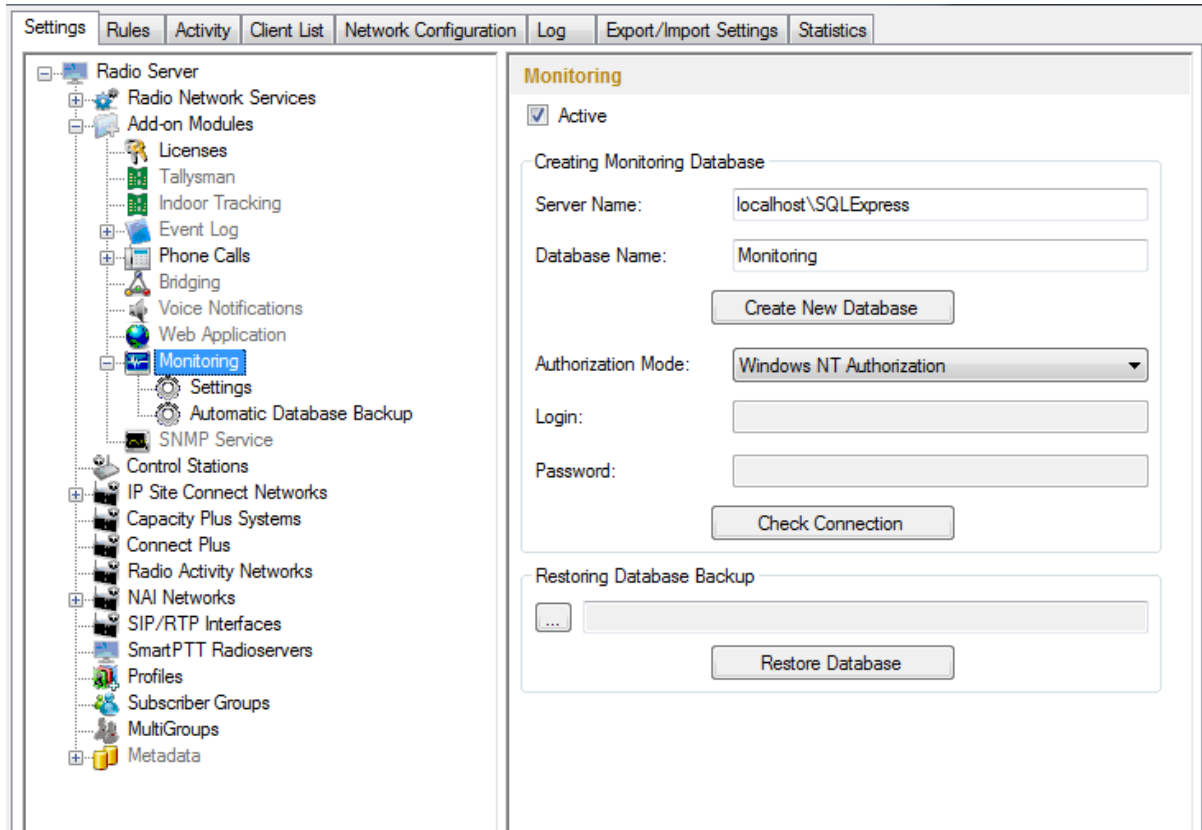 Settings Rules Activity Client List Network Configuration Log Export/Import Settings Statistics
Radio Server
Radio Network Services
Add-on Modules
Licenses
Tallysman
Indoor Tracking
Event Log
Phone Calls
Bridging
Voice Notifications
Web Application
Monitoring
Settings
Automatic Database Backup
SNMP Service
Control Stations
IP Site Connect Networks
Capacity Plus Systems
Connect Plus
Radio Activity Networks
NAI Networks
SIP/RTP Interfaces
SmartPTT Radioservers
Profiles
Subscriber Groups
MultiGroups
Metadata
Monitoring
Active
Creating Monitoring Database
Server Name: localhost\SQLExpress
Database Name: Monitoring
Create New Database
Authorization Mode: Windows NT Authorization
Login:
Password:
Check Connection
Restoring Database Backup
...
Restore Database